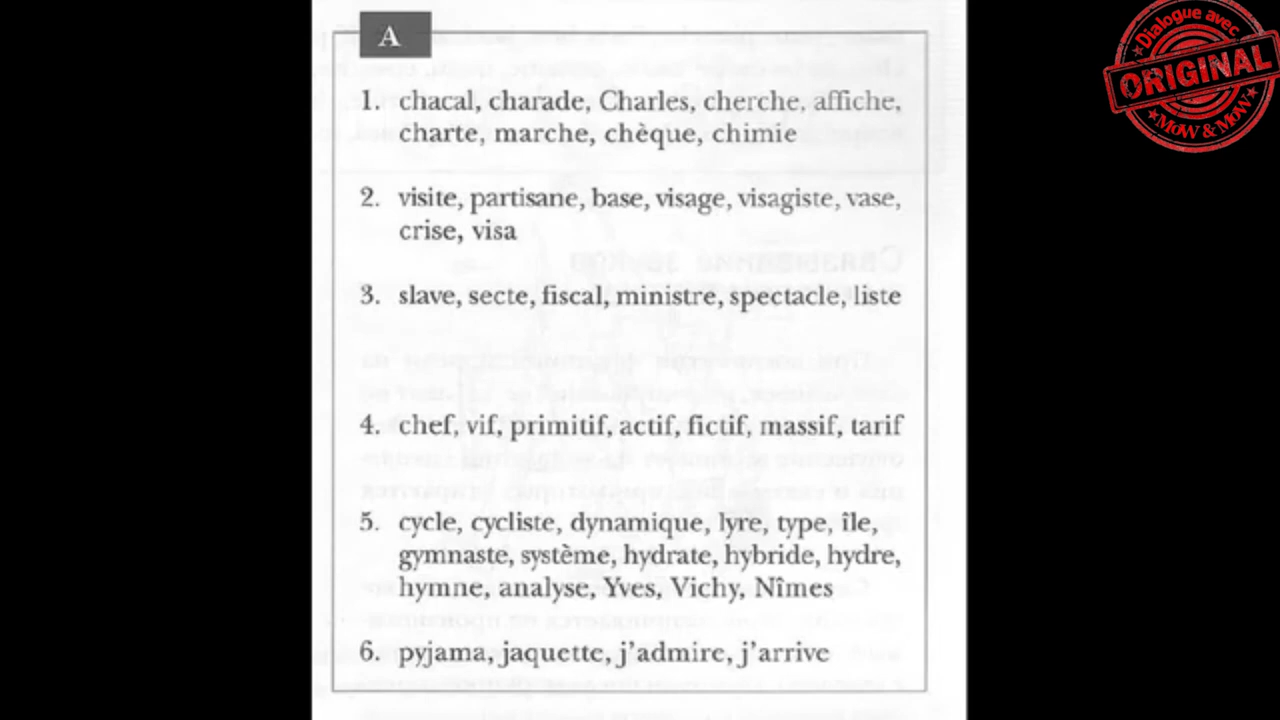 A
1. chacal, charade, Charles, cherche, affiche,
charte, marche, chèque, chimie
2. visite, partisane, base, visage, visagiste, vase,
crise, visa
3. slave, secte, fiscal, ministre, spectacle, liste
4. chef, vif, primitif, actif, fictif, massif, tarif
5. cycle, cycliste, dynamique, lyre, type, île,
gymnaste, système, hydrate, hybride, hydre,
hymne, analyse, Yves, Vichy, Nîmes
6. pyjama, jaquette, j'admire, j'arrive
Dialogue avec
ORIGINAL
MoW & MoW